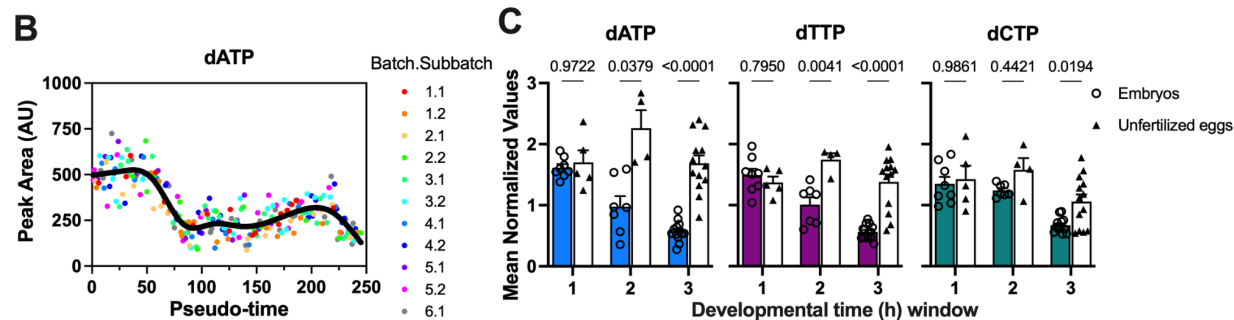 B
dATP
Peak Area (AU)
1000
750
500
250
0
0 50 100 150 200 250
Pseudo-time
Batch.Subbatch
1.1
1.2
2.1
2.2
3.1
3.2
4.1
4.2
5.1
5.2
6.1
C
dATP dTTP dCTP
0.9722 0.0379 <0.0001 0.7950 0.0041 <0.0001 0.9861 0.4421 0.0194
Mean Normalized Values
3
2
1
0
1 2 3 1 2 3 1 2 3
Developmental time (h) window
Embryos
Unfertilized eggs